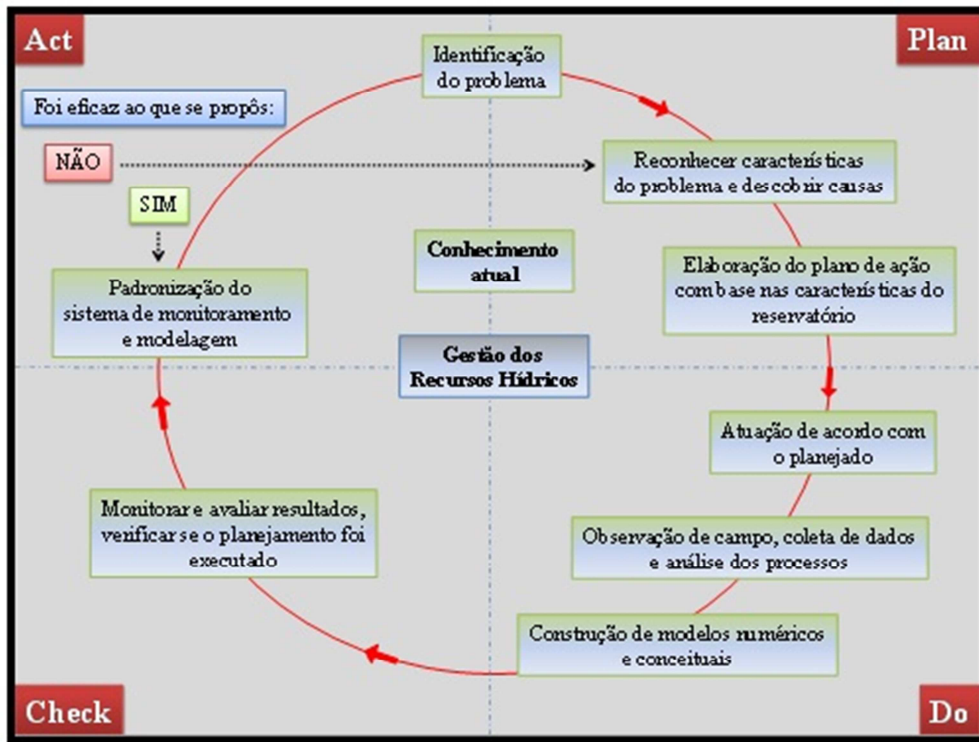 Act
Plan
Identificação
do problema
Foi eficaz ao que se propôs:
NÃO
Reconhecer características
do problema e descobrir causas
SIM
Conhecimento
atual
Elaboração do plano de ação
com base nas características do
reservatório
Padronização do
sistema de monitoramento
e modelagem
Gestão dos
Recursos Hídricos
Atuação de acordo com
o planejado
Monitorar e avaliar resultados,
verificar se o planejamento foi
executado
Observação de campo, coleta de dados
e análise dos processos
Construção de modelos numéricos
e conceituais
Check
Do